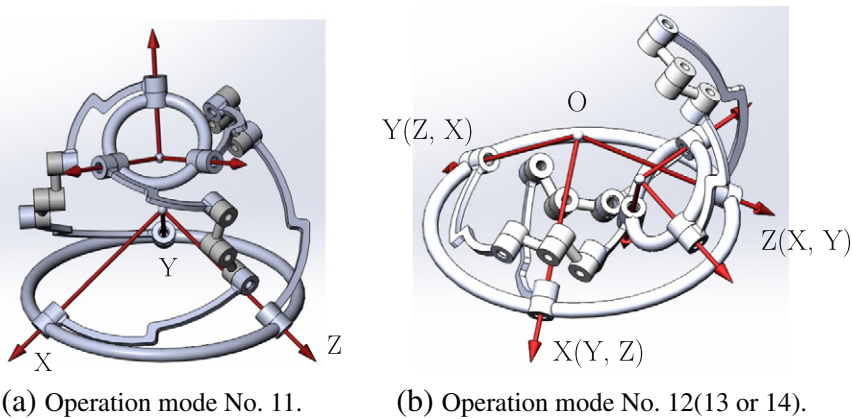 O
Y(Z, X)
Y
Z(X, Y)
X
Z
X(Y, Z)
(a) Operation mode No. 11.
(b) Operation mode No. 12(13 or 14).